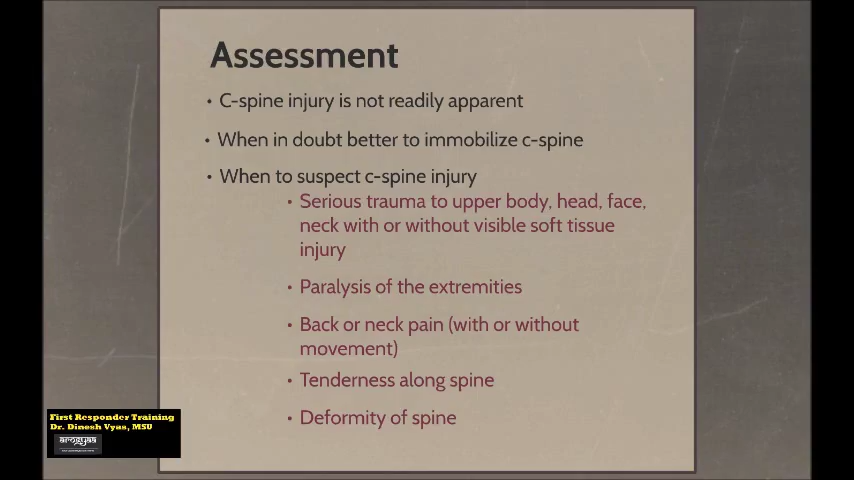 Assessment
• C-spine injury is not readily apparent
• When in doubt better to immobilize c-spine
• When to suspect c-spine injury
• Serious trauma to upper body, head, face,
neck with or without visible soft tissue
injury
• Paralysis of the extremities
• Back or neck pain (with or without
movement)
• Tenderness along spine
• Deformity of spine
First Responder Training
Dr. Dinesh Vyas, MSU
arogyaa